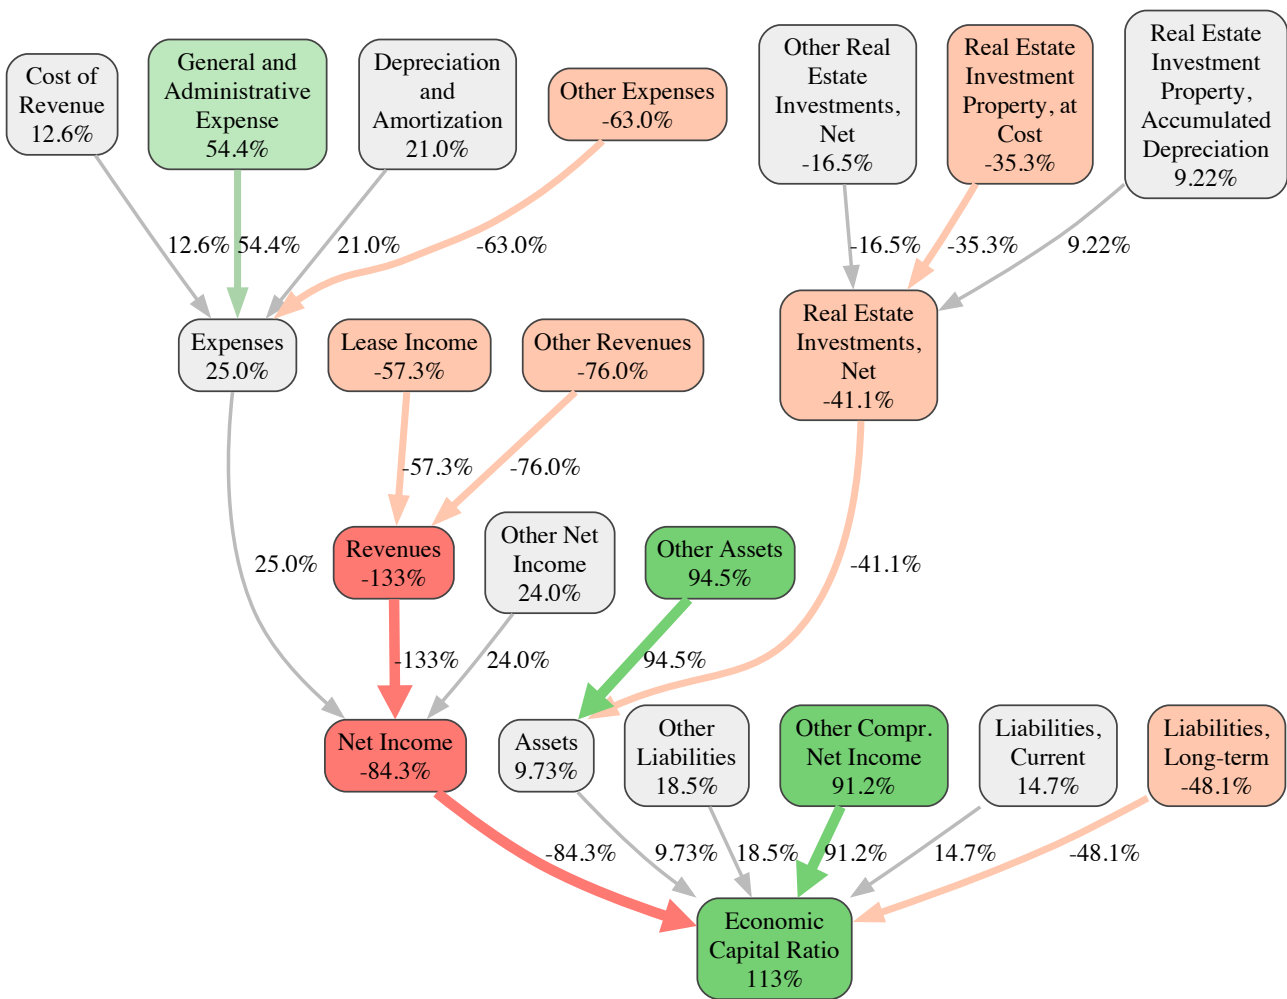 Cost of
Revenue
12.6%
General and
Administrative
Expense
54.4%
Depreciation
and
Amortization
21.0%
Other Expenses
-63.0%
Other Real
Estate
Investments,
Net
-16.5%
Real Estate
Investment
Property, at
Cost
-35.3%
Real Estate
Investment
Property,
Accumulated
Depreciation
9.22%
12.6%
54.4%
21.0%
-63.0%
-16.5%
-35.3%
9.22%
Expenses
25.0%
Lease Income
-57.3%
Other Revenues
-76.0%
Real Estate
Investments,
Net
-41.1%
-57.3%
-76.0%
25.0%
Revenues
-133%
Other Net
Income
24.0%
Other Assets
94.5%
-41.1%
-133%
24.0%
94.5%
Net Income
-84.3%
Assets
9.73%
Other
Liabilities
18.5%
Other Compr.
Net Income
91.2%
Liabilities,
Current
14.7%
Liabilities,
Long-term
-48.1%
-84.3%
9.73%
18.5%
91.2%
14.7%
-48.1%
Economic
Capital Ratio
113%